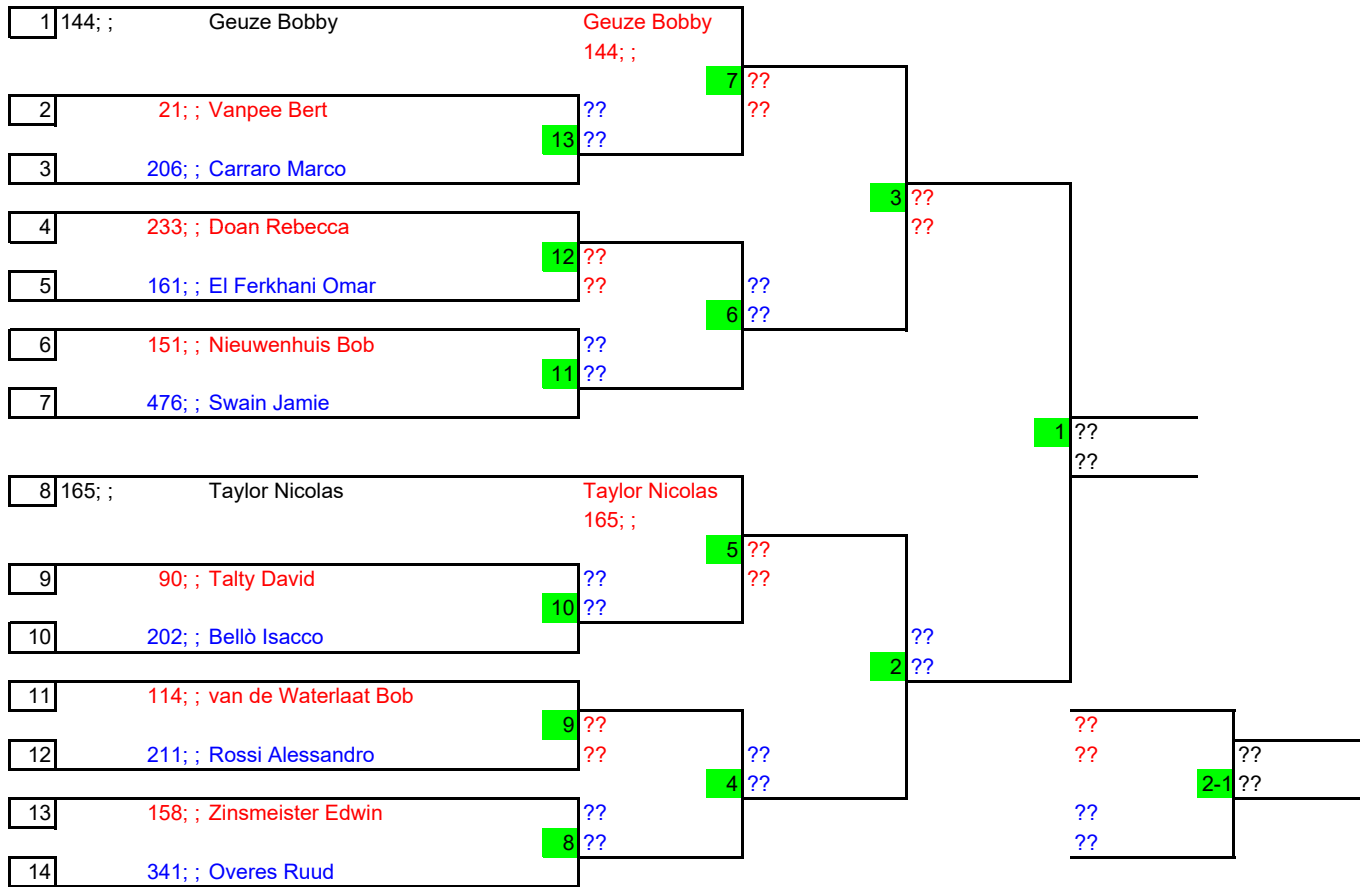 1 144; ; Geuze Bobby Geuze Bobby
144; ;
7 ??
2 21; ; Vanpee Bert ?? ??
13 ??
3 206; ; Carraro Marco
3 ??
4 233; ; Doan Rebecca ??
12 ??
5 161; ; El Ferkhani Omar ?? ??
6 ??
6 151; ; Nieuwenhuis Bob ??
11 ??
7 476; ; Swain Jamie
1 ??
??
8 165; ; Taylor Nicolas Taylor Nicolas
165; ;
5 ??
9 90; ; Talty David ?? ??
10 ??
10 202; ; Bellò Isacco ??
2 ??
11 114; ; van de Waterlaat Bob
9 ?? ??
12 211; ; Rossi Alessandro ?? ?? ?? ??
4 ?? 2-1 ??
13 158; ; Zinsmeister Edwin ?? ??
8 ?? ??
14 341; ; Overes Ruud